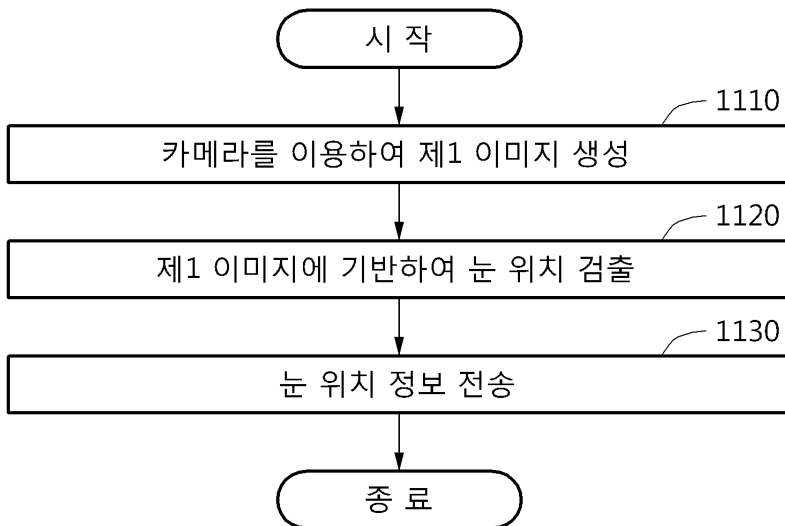 시 작
1110
카메라를 이용하여 제1 이미지 생성
1120
제1 이미지에 기반하여 눈 위치 검출
1130
눈 위치 정보 전송
종 료